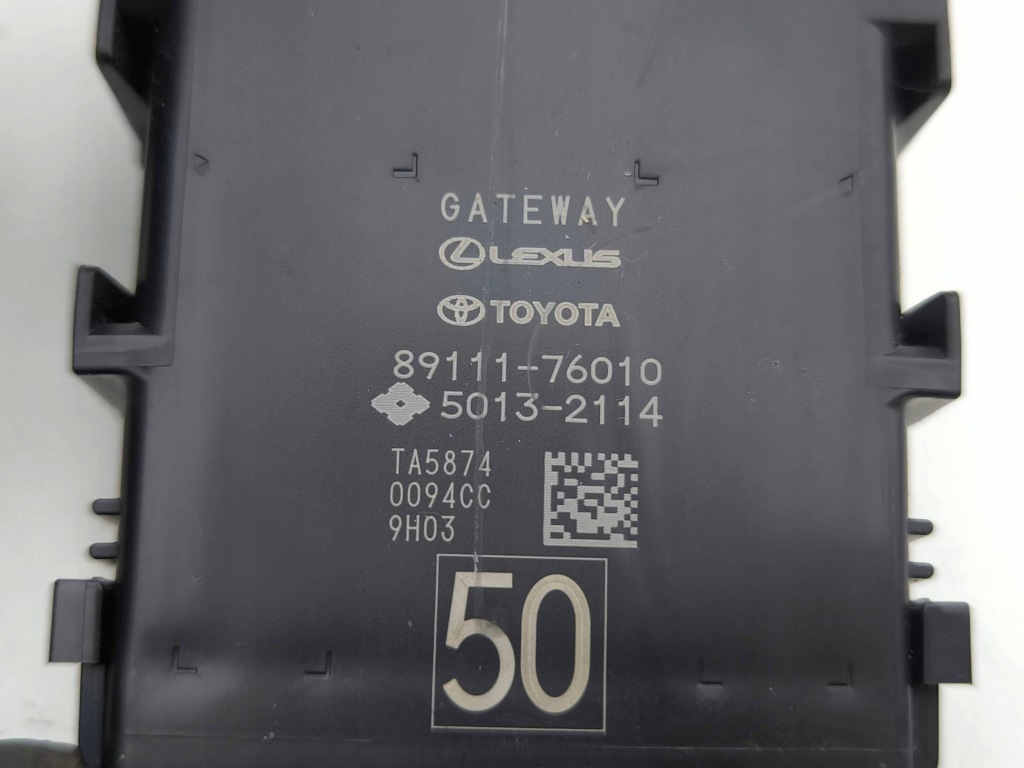 GATEWAY
LEXUS
TOYOTA
89111-76010
5013-2114
TA5874
0094CC
9H03
50